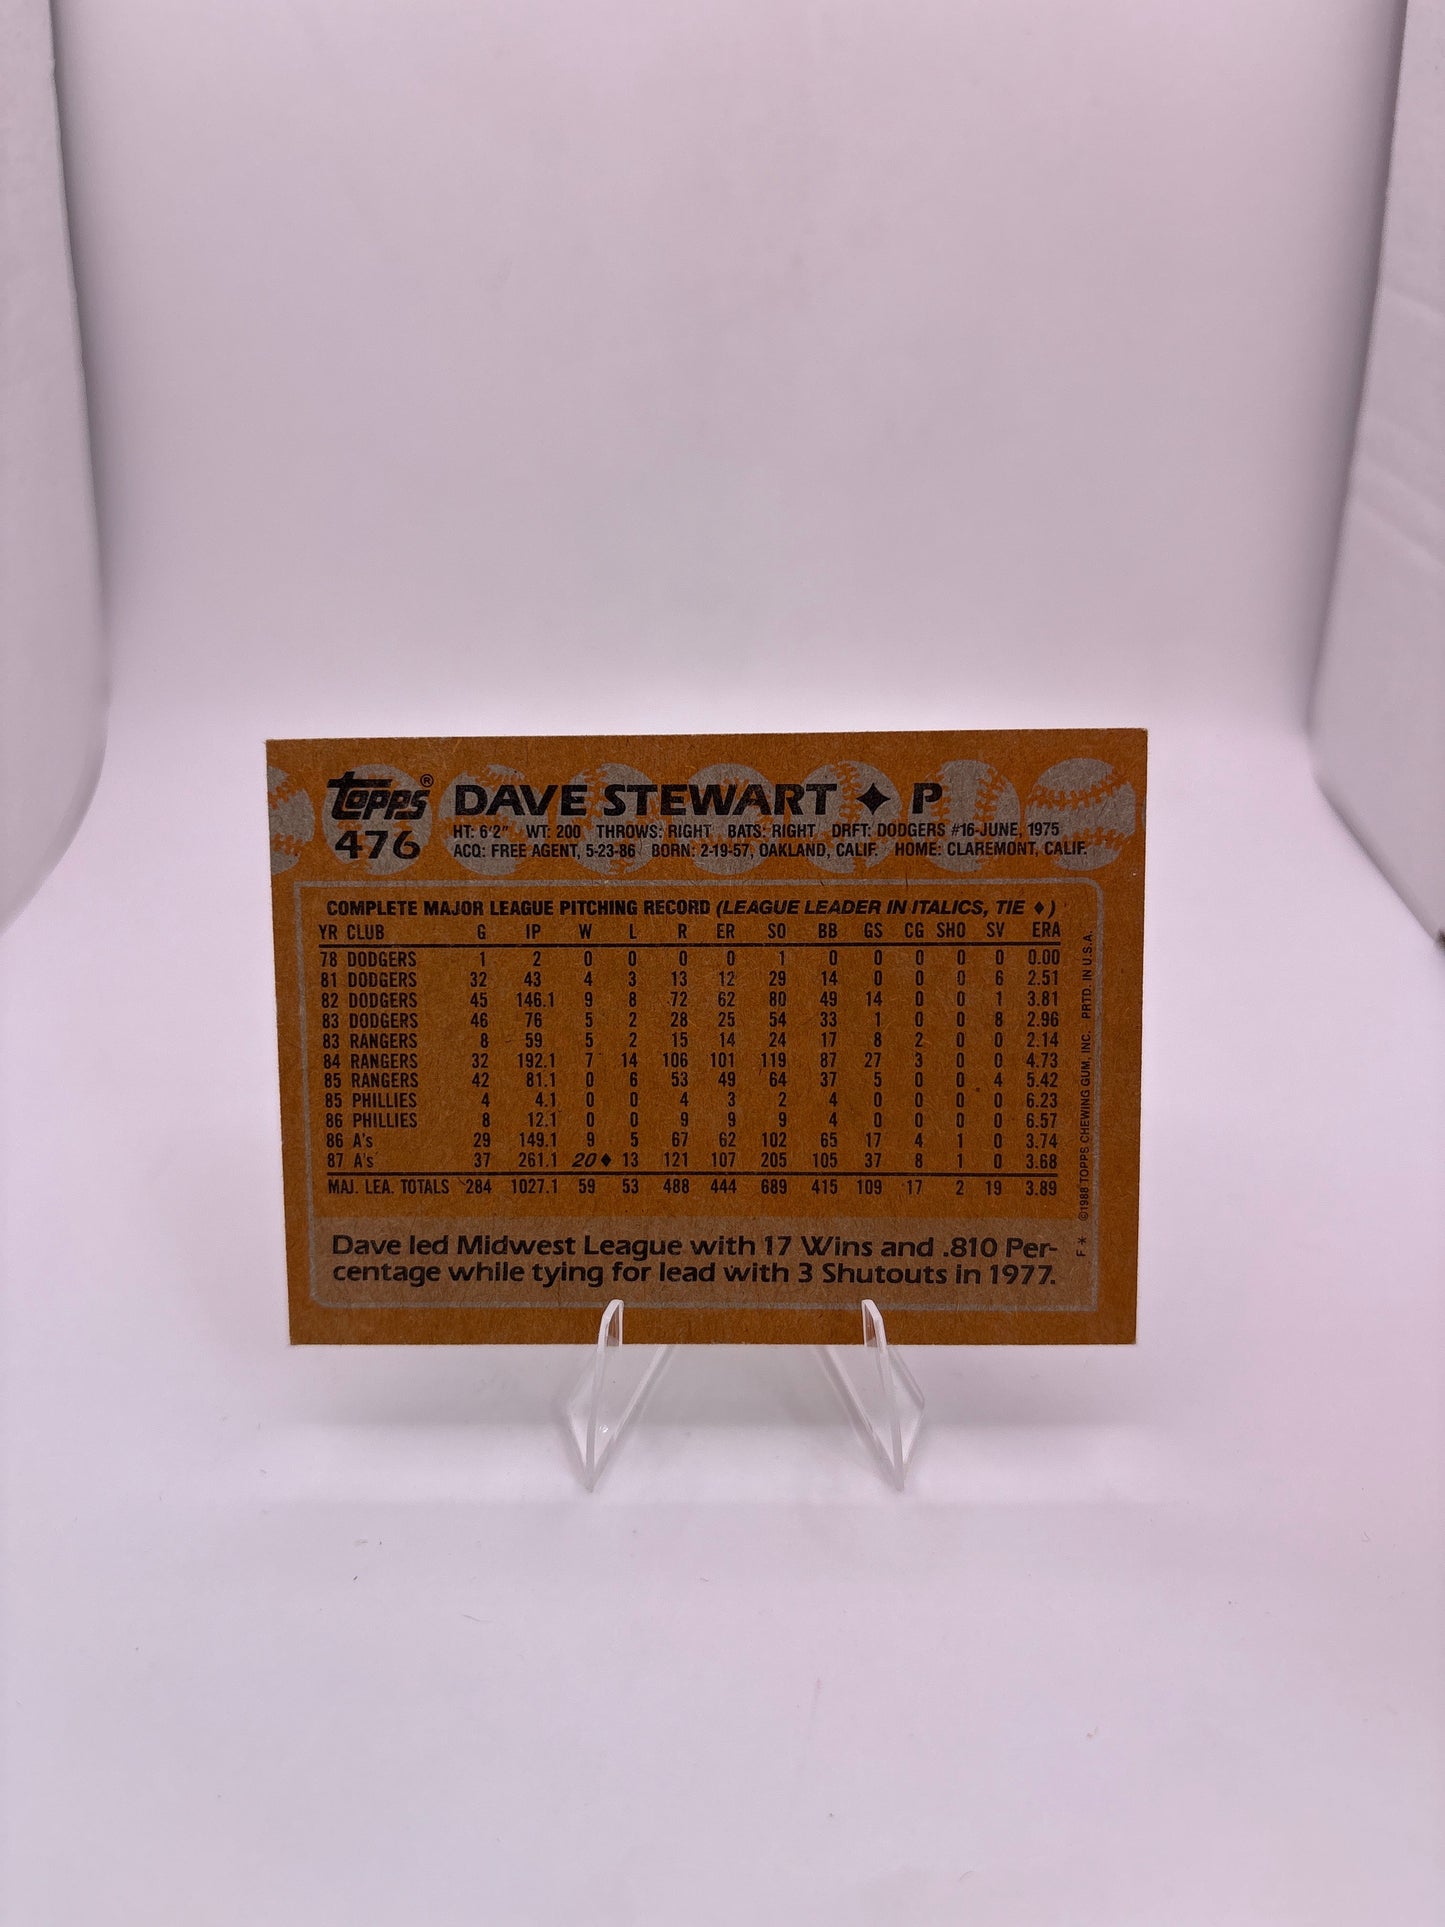 topps® DAVE STEWART ♦ P
476 HT: 6'2" WT: 200 THROWS: RIGHT BATS: RIGHT DRFT: DODGERS #16-JUNE, 1975
ACQ: FREE AGENT, 5-23-86 BORN: 2-19-57, OAKLAND, CALIF. HOME: CLAREMONT, CALIF.
COMPLETE MAJOR LEAGUE PITCHING RECORD (LEAGUE LEADER IN ITALICS, TIE ♦)
YR CLUB G IP W L R ER SO BB GS CG SHO SV ERA
78 DODGERS 1 2 0 0 0 0 1 0 0 0 0 0 0.00
81 DODGERS 32 43 4 3 13 12 29 14 0 0 0 6 2.51
82 DODGERS 45 146.1 9 8 72 62 80 49 14 0 0 1 3.81
83 DODGERS 46 76 5 2 28 25 54 33 1 0 0 8 2.96
83 RANGERS 8 59 5 2 15 14 24 17 8 2 0 0 2.14
84 RANGERS 32 192.1 7 14 106 101 119 87 27 3 0 0 4.73
85 RANGERS 42 81.1 0 6 53 49 64 37 5 0 0 4 5.42
85 PHILLIES 4 4.1 0 0 4 3 2 4 0 0 0 0 6.23
86 PHILLIES 8 12.1 0 0 9 9 9 4 0 0 0 0 6.57
86 A's 29 149.1 9 5 67 62 102 65 17 4 1 0 3.74
87 A's 37 261.1 20♦ 13 121 107 205 105 37 8 1 0 3.68
MAJ. LEA. TOTALS 284 1027.1 59 53 488 444 689 415 109 17 2 19 3.89
Dave led Midwest League with 17 Wins and .810 Per-
centage while tying for lead with 3 Shutouts in 1977.
F* ©1988 TOPPS CHEWING GUM, INC. PRTD. IN U.S.A.